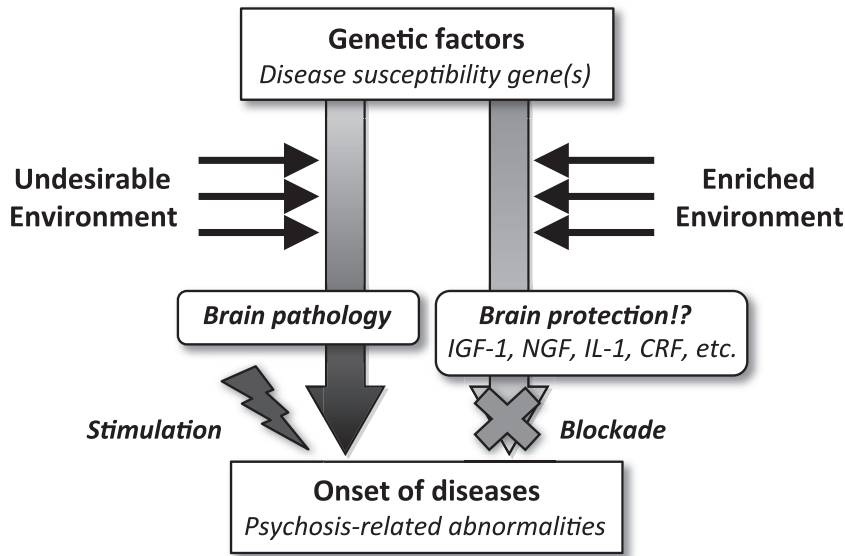 Genetic factors
Disease susceptibility gene(s)
Undesirable
Environment
Enriched
Environment
Brain pathology
Brain protection!?
IGF-1, NGF, IL-1, CRF, etc.
Stimulation
Blockade
Onset of diseases
Psychosis-related abnormalities